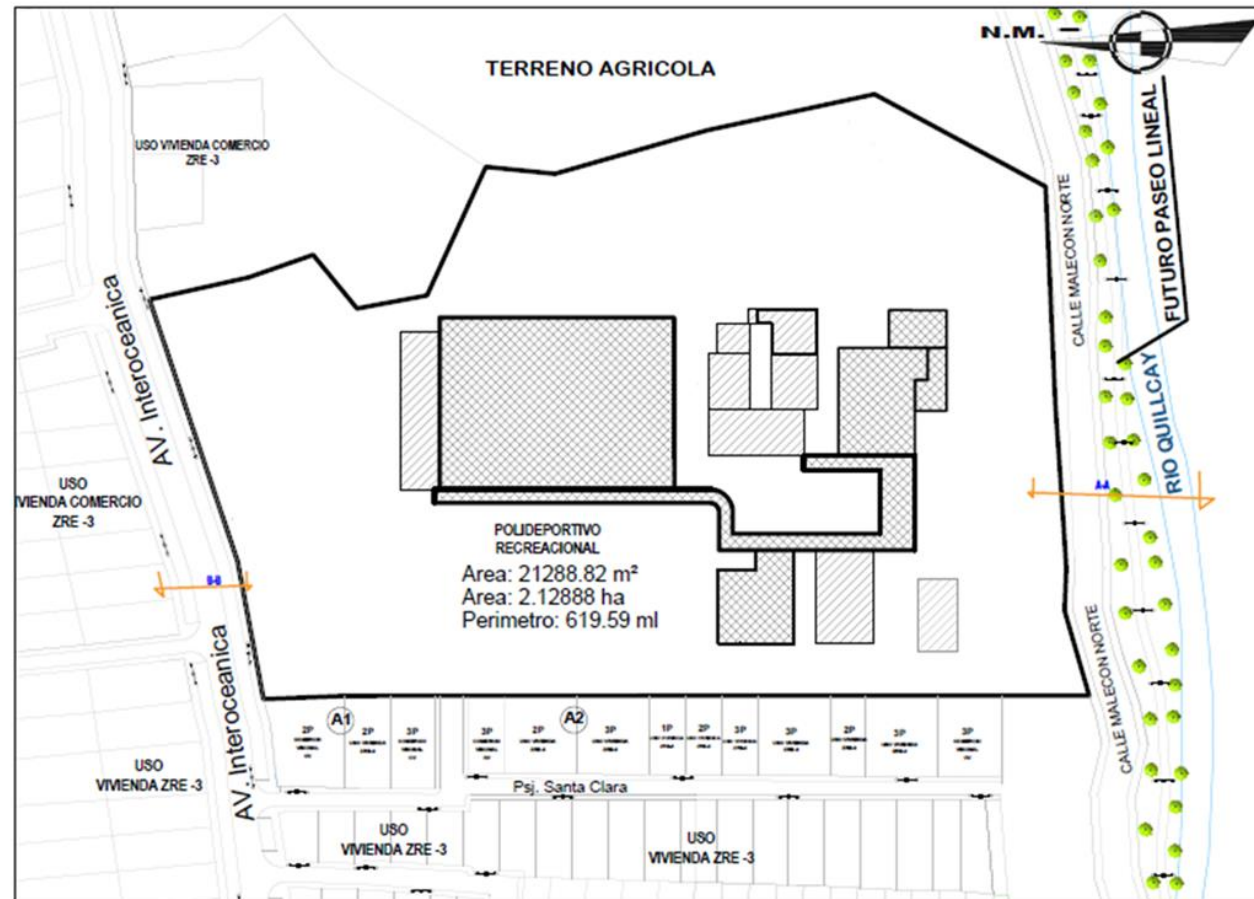 N.M.
TERRENO AGRICOLA
USO VIVIENDA COMERCIO
ZRE -3
CALLE MALECON NORTE
FUTURO PASEO LINEAL
AV. Interoceanica
RIO QUILLCAY
USO
IVIENDA COMERCIO
ZRE -3
A-A
POLIDEPORTIVO
RECREACIONAL
Area: 21288.82 m²
Area: 2.12888 ha
Perimetro: 619.59 ml
B-B
AV. Interoceanica
CALLE MALECON NORTE
A1
A2
2P
2P
3P
3P
2P
3P
1P
2P
3P
3P
2P
3P
3P
USO
VIVIENDA ZRE -3
Psj. Santa Clara
USO
VIVIENDA ZRE -3
USO
VIVIENDA ZRE -3